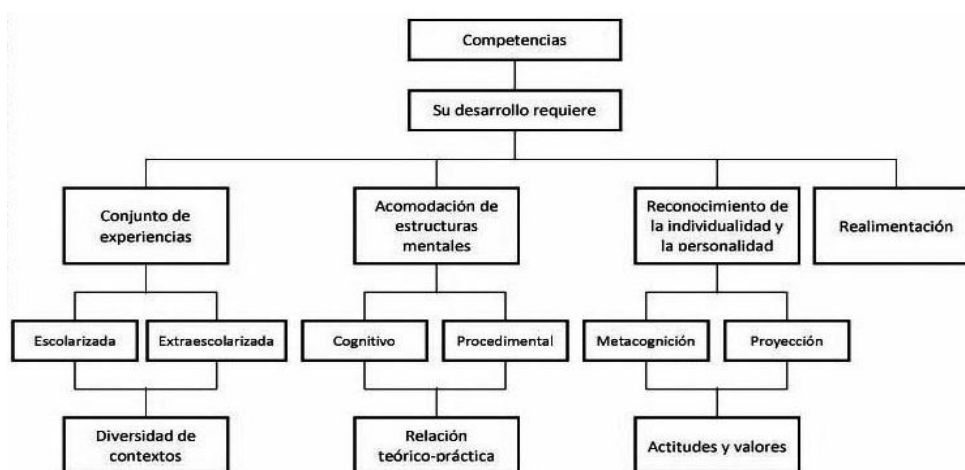 Competencias
Su desarrollo requiere
Conjunto de
experiencias
Acomodación de
estructuras
mentales
Reconocimiento de
la individualidad y
la personalidad
Realimentación
Escolarizada
Extraescolarizada
Cognitivo
Procedimental
Metacognición
Proyección
Diversidad de
contextos
Relación
teórico-práctica
Actitudes y valores